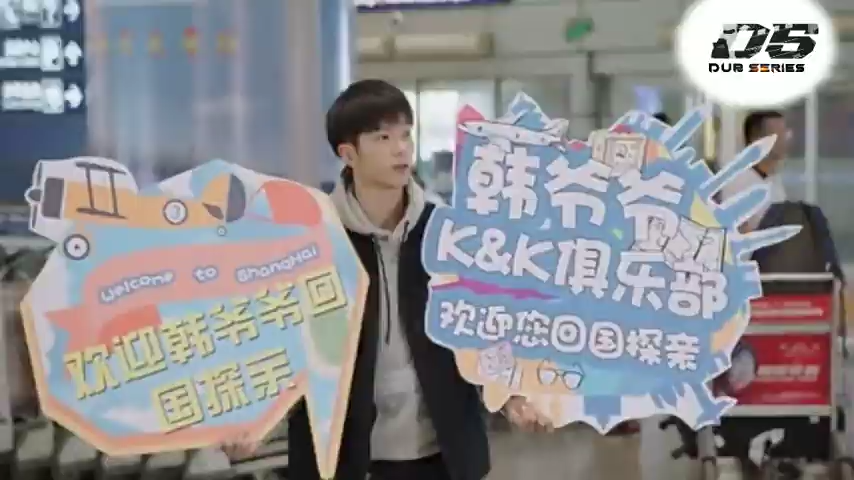 DS
DUB SERIES
Welcome to ShangHai
欢迎韩爷爷回
国探亲
韩爷爷
K&K俱乐部
欢迎您回国探亲